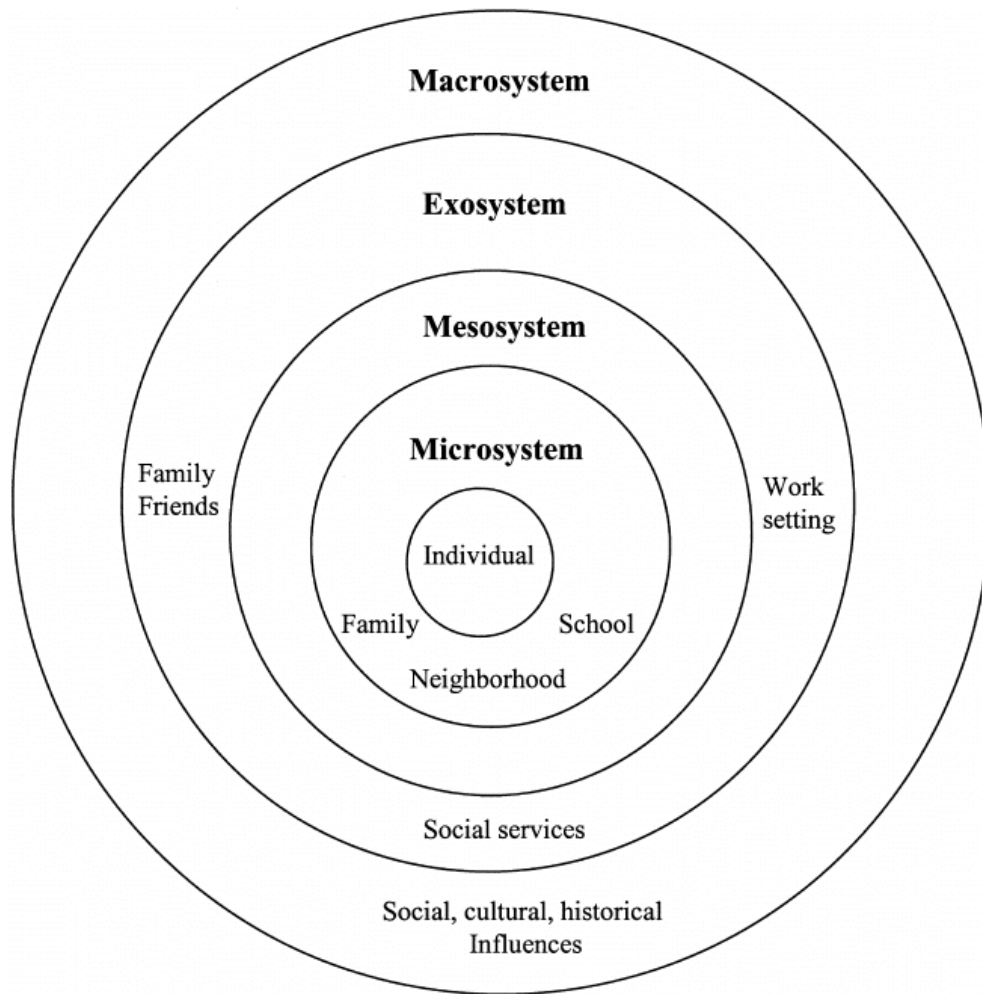 Macrosystem
Exosystem
Mesosystem
Microsystem
Family
Friends
Work
setting
Individual
Family
School
Neighborhood
Social services
Social, cultural, historical
Influences